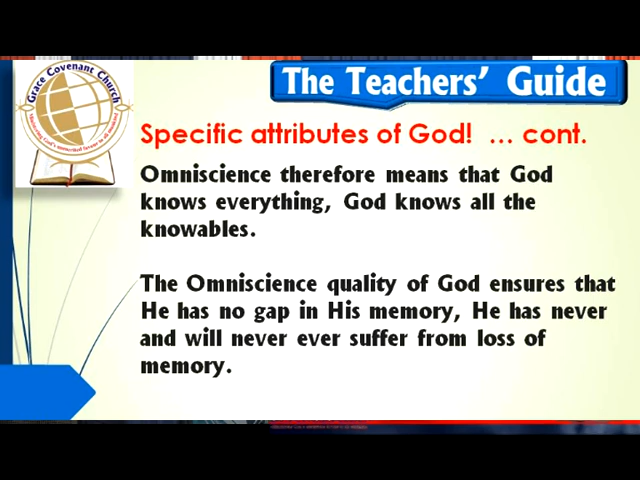 Grace Covenant Church
The Teachers' Guide
Specific attributes of God! ... cont.
Omniscience therefore means that God
knows everything, God knows all the
knowables.
The Omniscience quality of God ensures that
He has no gap in His memory, He has never
and will never ever suffer from loss of
memory.